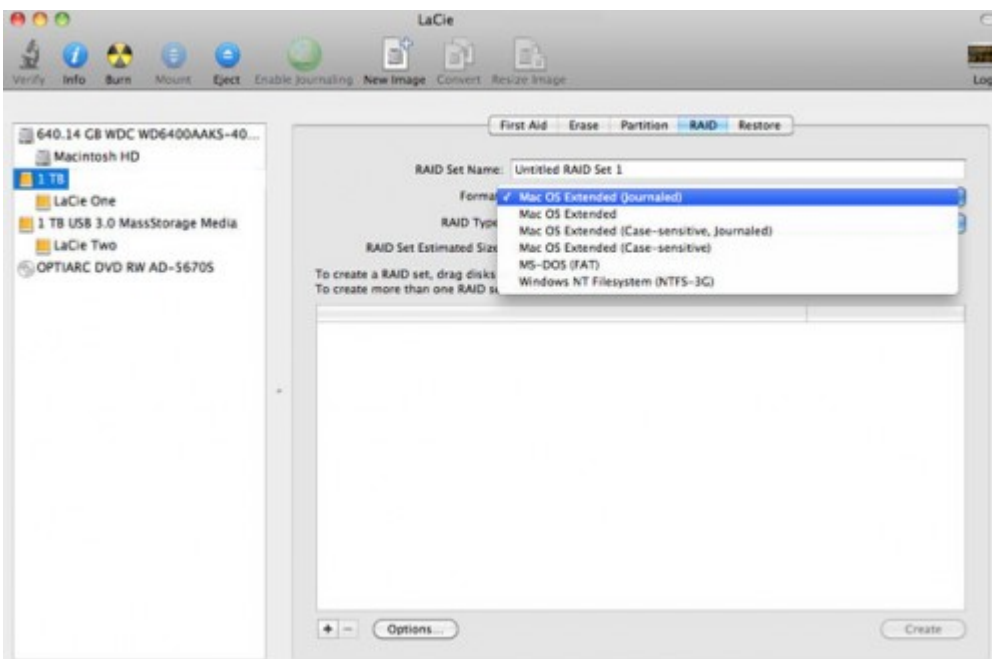 LaCie
Verify Info Burn Mount Eject Enable Journaling New Image Convert Resize Image Log
640.14 GB WDC WD6400AAKS-40...
Macintosh HD
1 TB
LaCie One
1 TB USB 3.0 MassStorage Media
LaCie Two
OPTIARC DVD RW AD-5670S
First Aid Erase Partition RAID Restore
RAID Set Name: Untitled RAID Set 1
Forma
✓ Mac OS Extended (Journaled)
Mac OS Extended
Mac OS Extended (Case-sensitive, Journaled)
Mac OS Extended (Case-sensitive)
MS-DOS (FAT)
Windows NT Filesystem (NTFS-3G)
RAID Type
RAID Set Estimated Size
To create a RAID set, drag disks
To create more than one RAID se
+ - Options... Create